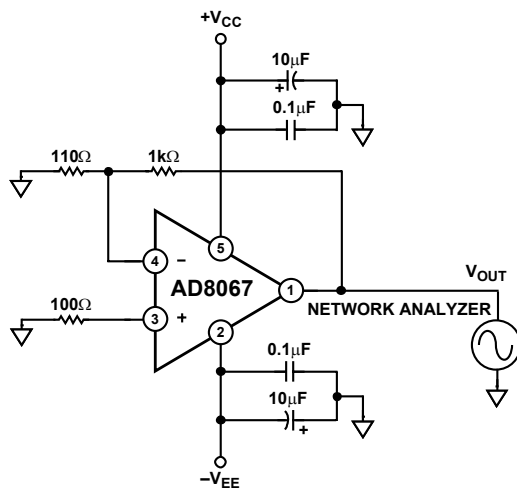 +VCC
10μF
+
0.1μF
110Ω
1kΩ
4
−
5
AD8067
1
VOUT
NETWORK ANALYZER
100Ω
3
+
2
0.1μF
10μF
+
−VEE